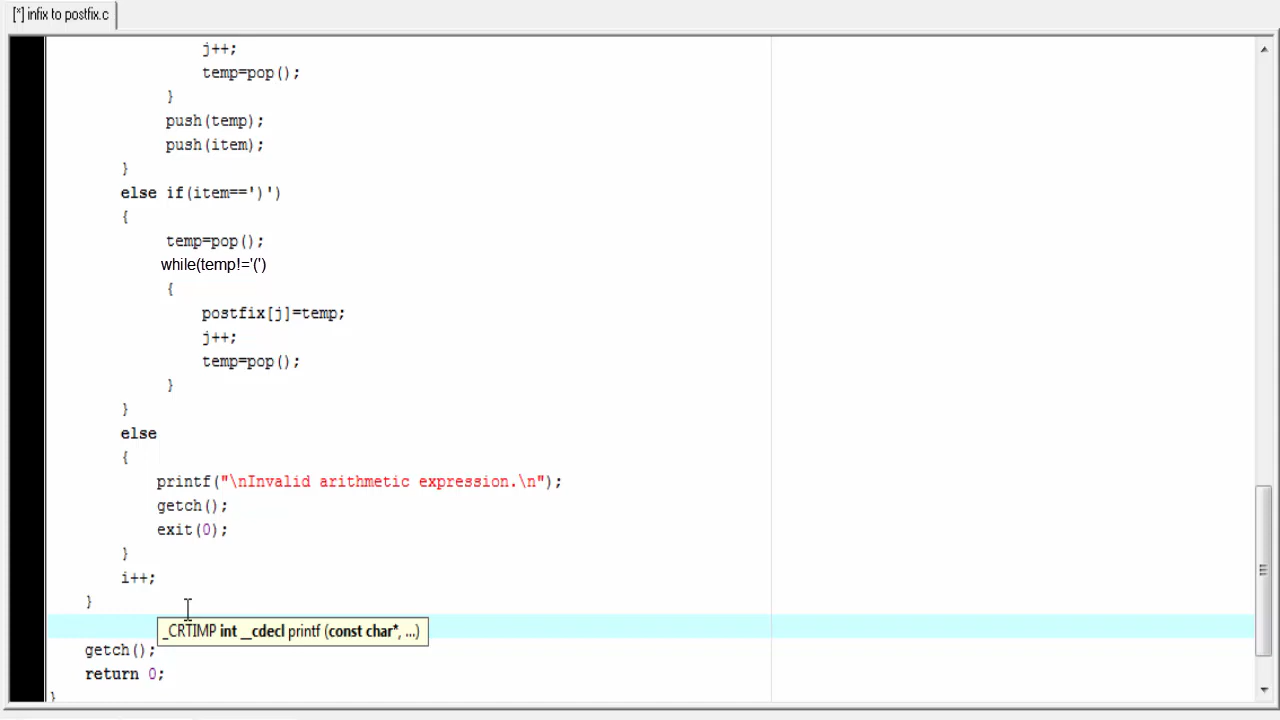 [*] infix to postfix.c
j++;
temp=pop();
}
push(temp);
push(item);
}
else if(item==')')
{
temp=pop();
while(temp!='(')
{
postfix[j]=temp;
j++;
temp=pop();
}
}
else
{
printf("\nInvalid arithmetic expression.\n");
getch();
exit(0);
}
i++;
}
_CRTIMP int __cdecl printf (const char*, ...)
getch();
return 0;
}